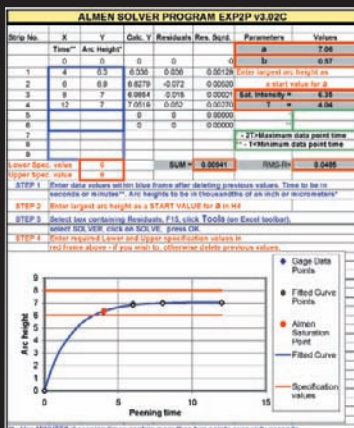 ALMEN SOLVER PROGRAM EXP2P v3.02C
Strip No. X Y Calc. Y Residuals Res. Sqrd. Parameters Values
Time** Arc Height* a 7.06
0 0 0 0 0 b 0.57
1 4 6.3 6.336 0.036 0.00129 Enter largest arc height as
2 6 6.9 6.8279 -0.072 0.00520 a start value for a
3 8 7 6.9854 -0.015 0.00021 Sat. Intensity = 6.35
4 12 7 7.0519 0.052 0.00270 T = 4.04
5 0 0 0.00000
6 0 0 0.00000
7 - 2T>Maximum data point time
8 - T<Minimum data point time
9
Lower Spec. value 6 SUM = 0.00941 RMS-R= 0.0485
Upper Spec. value 8
STEP 1 Enter data values within blue frame after deleting previous values. Time to be in
seconds or minutes**. Arc heights to be in thousandths of an inch or micrometers*
STEP 2 Enter largest arc height as a START VALUE for a in H4
STEP 3 Select box containing Residuals, F15, click Tools (on Excel toolbar),
select SOLVER, click on SOLVE, press OK
STEP 4 Enter required Lower and Upper specification values in
red frame above - if you wish to, otherwise delete previous values.
9
8
7
6
5
4
3
2
1
0
Arc height
0 5 10 15
Peening time
Gage Data Points
Fitted Curve Points
Almen Saturation Point
Fitted Curve
Specification values